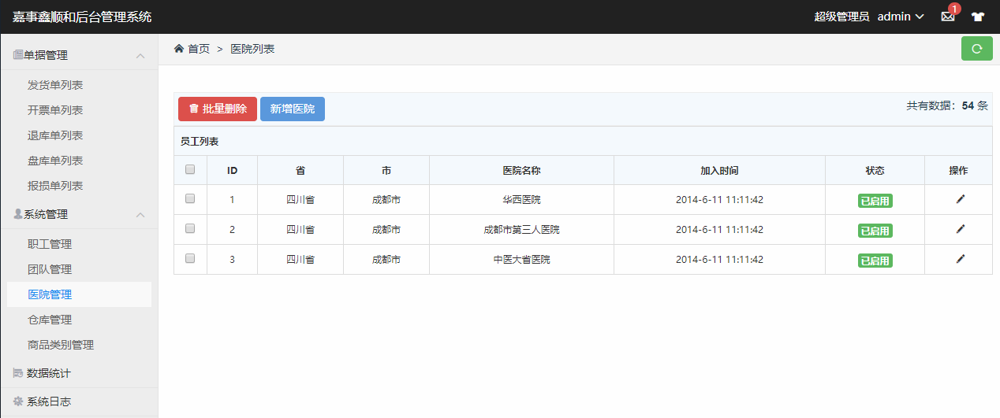 嘉事鑫顺和后台管理系统
超级管理员 admin 1
单据管理
发货单列表
开票单列表
退库单列表
盘库单列表
报损单列表
系统管理
职工管理
团队管理
医院管理
仓库管理
商品类别管理
数据统计
系统日志
首页 > 医院列表
批量删除 新增医院 共有数据：54 条
员工列表
ID 省 市 医院名称 加入时间 状态 操作
1 四川省 成都市 华西医院 2014-6-11 11:11:42 已启用
2 四川省 成都市 成都市第三人医院 2014-6-11 11:11:42 已启用
3 四川省 成都市 中医大省医院 2014-6-11 11:11:42 已启用